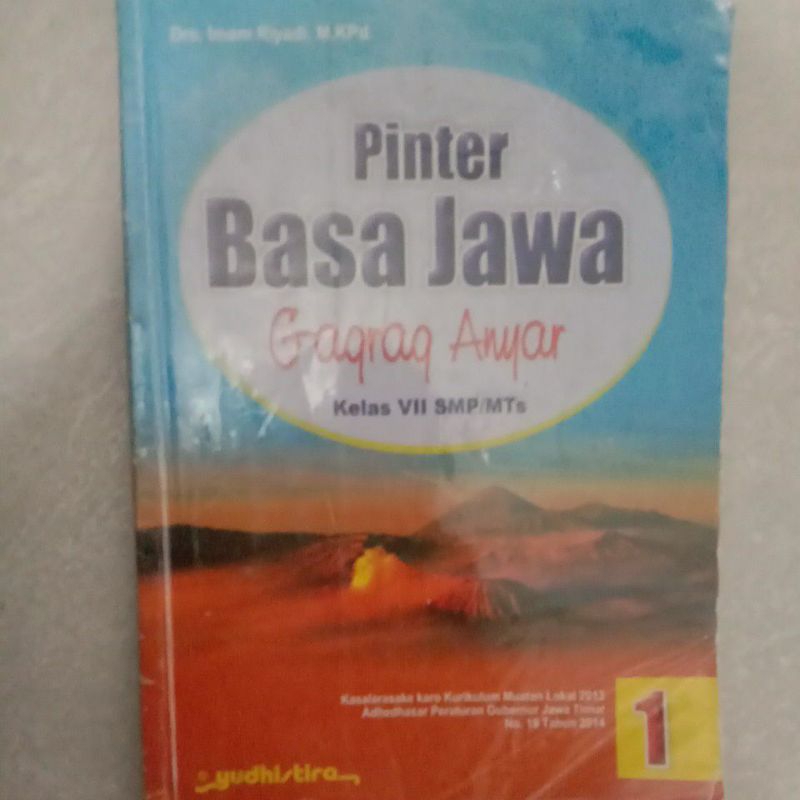 Drs. Imam Riyadi, M.KPd
Pinter
Basa Jawa
Gagrag Anyar
Kelas VII SMP/MTs
Kasalarasake karo Kurikulum Muatan Lokal 2013
Adhedhasar Peraturan Gubernur Jawa Timur
No. 19 Tahun 2014
1
yudhistira